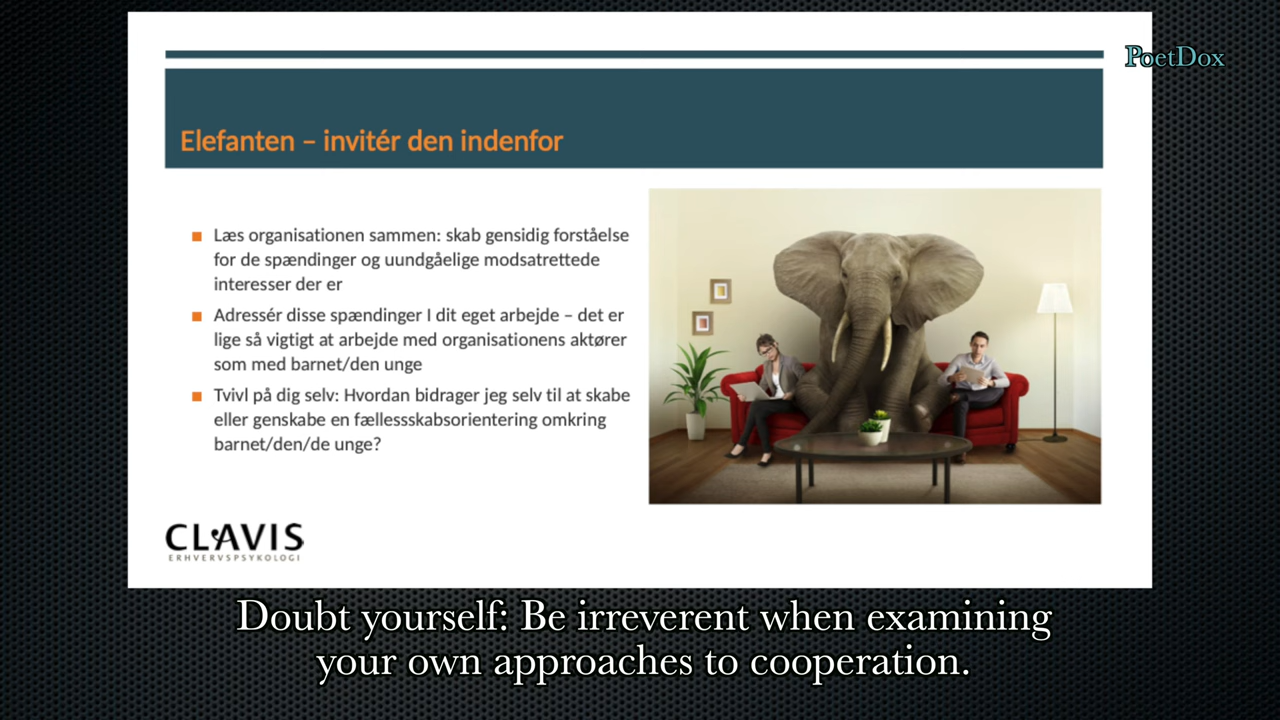 PoetDox
Elefanten – invitér den indenfor
Læs organisationen sammen: skab gensidig forståelse
for de spændinger og uundgåelige modsatrettede
interesser der er
Adressér disse spændinger I dit eget arbejde – det er
lige så vigtigt at arbejde med organisationens aktører
som med barnet/den unge
Tvivl på dig selv: Hvordan bidrager jeg selv til at skabe
eller genskabe en fællessskabsorientering omkring
barnet/den/de unge?
CLAVIS
ERHVERVSPSYKOLOGI
Doubt yourself: Be irreverent when examining
your own approaches to cooperation.